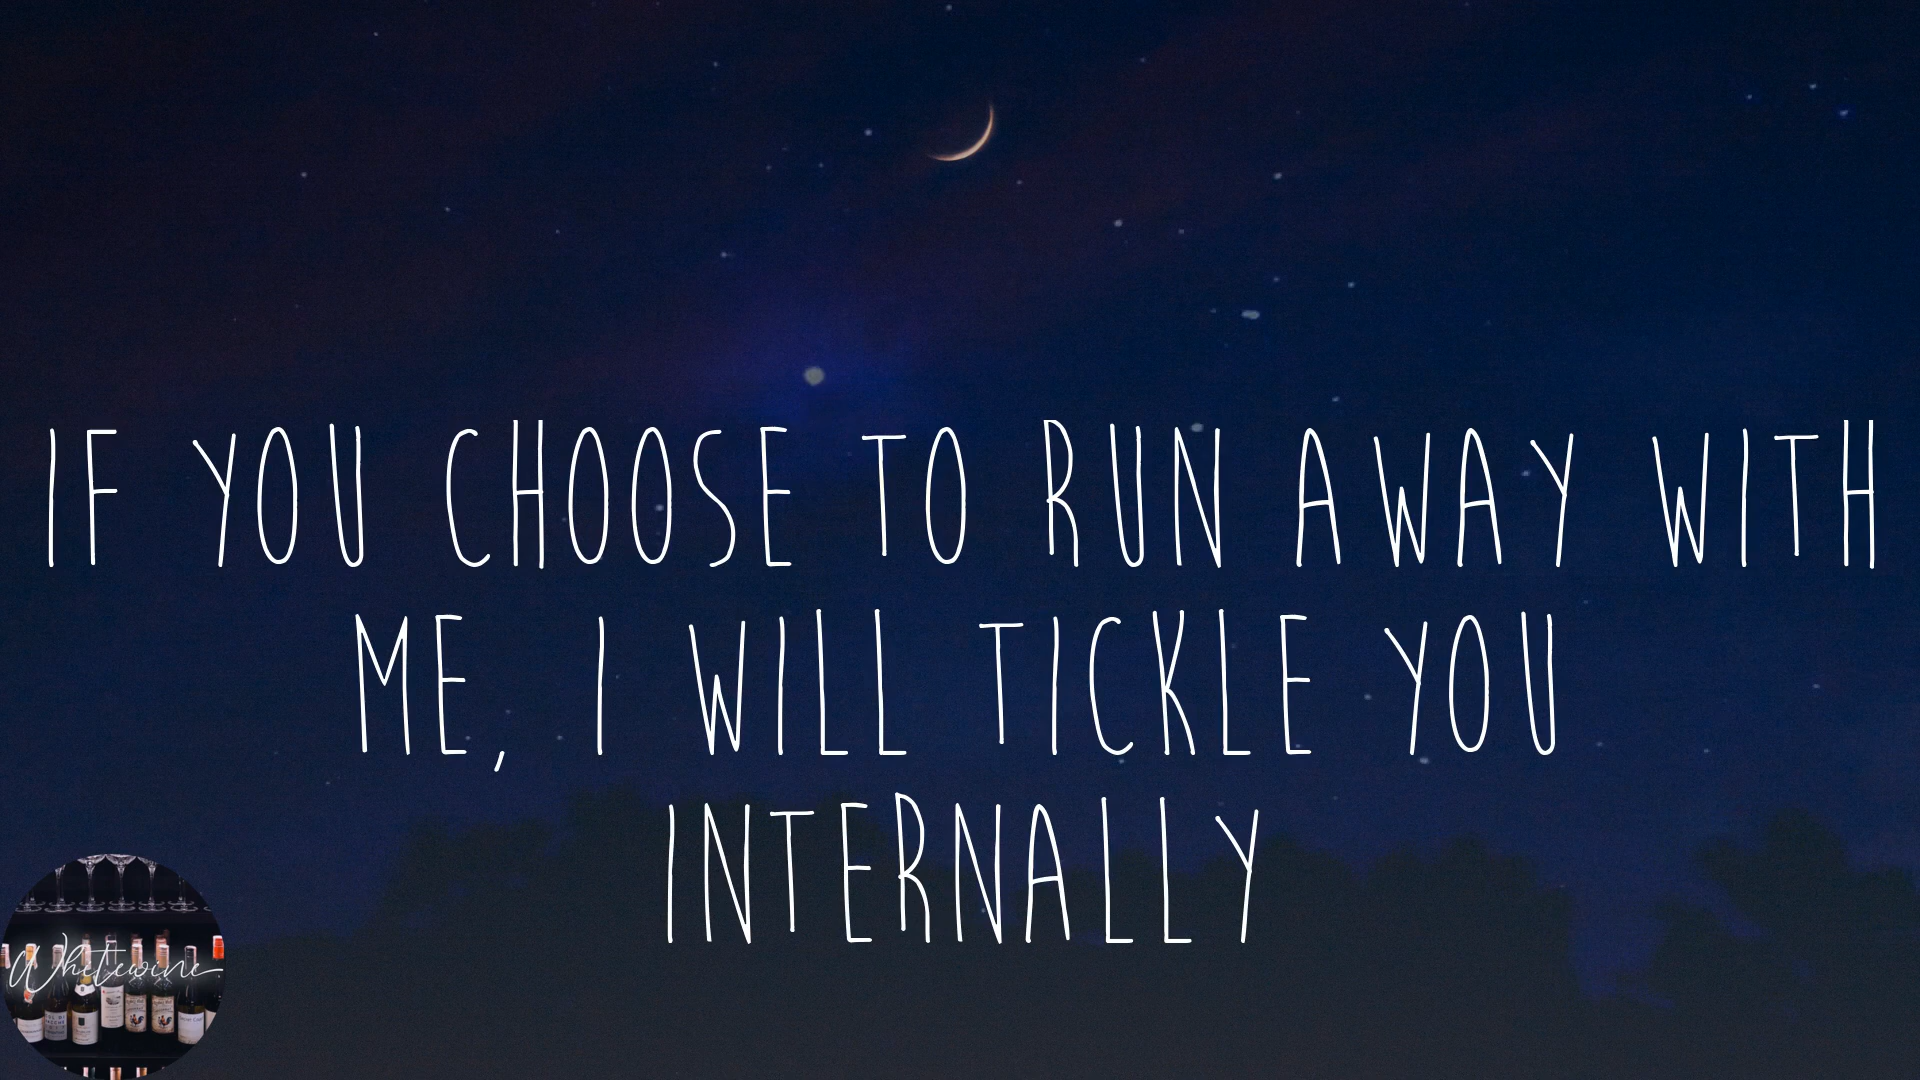 IF YOU CHOOSE TO RUN AWAY WITH
ME, I WILL TICKLE YOU
INTERNALLY
Whitewine